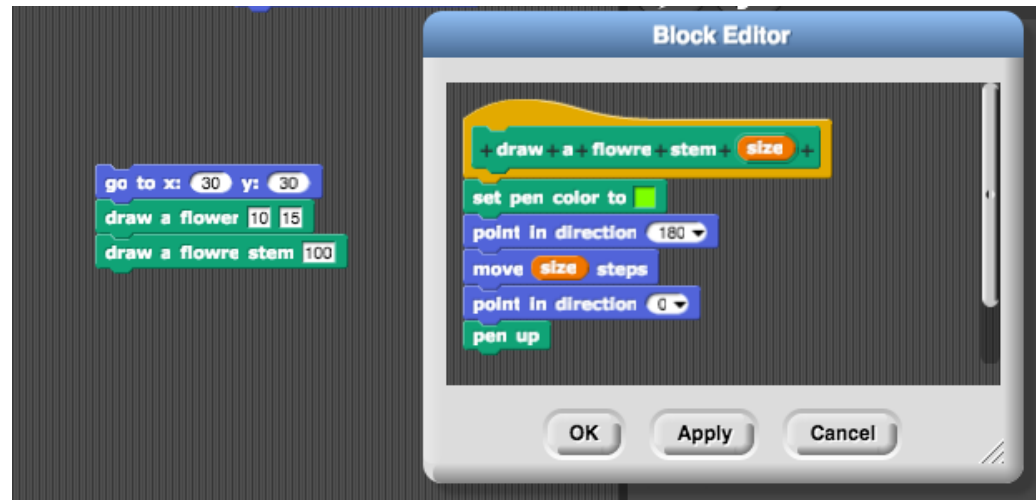 Block Editor
go to x: 30 y: 30
draw a flower 10 15
draw a flowre stem 100
+ draw + a + flowre + stem + size +
set pen color to
point in direction 180
move size steps
point in direction 0
pen up
OK Apply Cancel